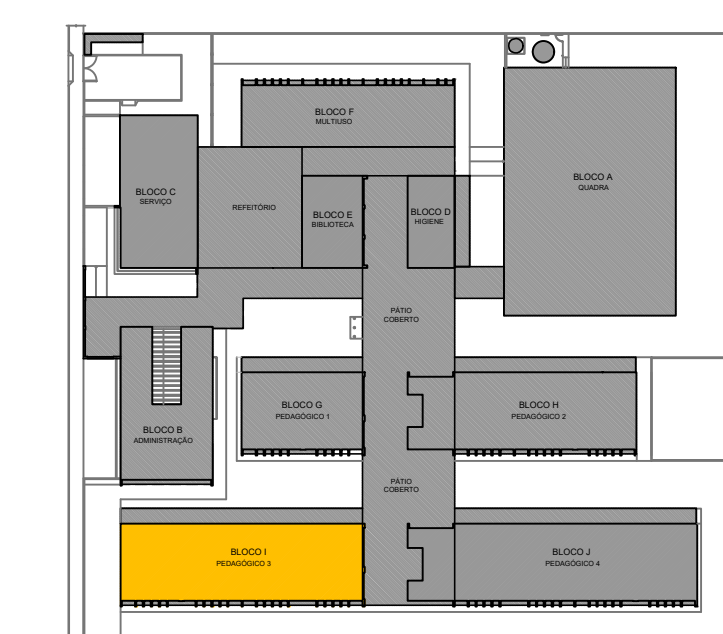 BLOCO F
MULTIUSO
BLOCO A
QUADRA
BLOCO C
SERVIÇO
REFEITÓRIO
BLOCO E
BIBLIOTECA
BLOCO D
HIGIENE
PÁTIO
COBERTO
BLOCO G
PEDAGÓGICO 1
BLOCO H
PEDAGÓGICO 2
BLOCO B
ADMINISTRAÇÃO
PÁTIO
COBERTO
BLOCO I
PEDAGÓGICO 3
BLOCO J
PEDAGÓGICO 4